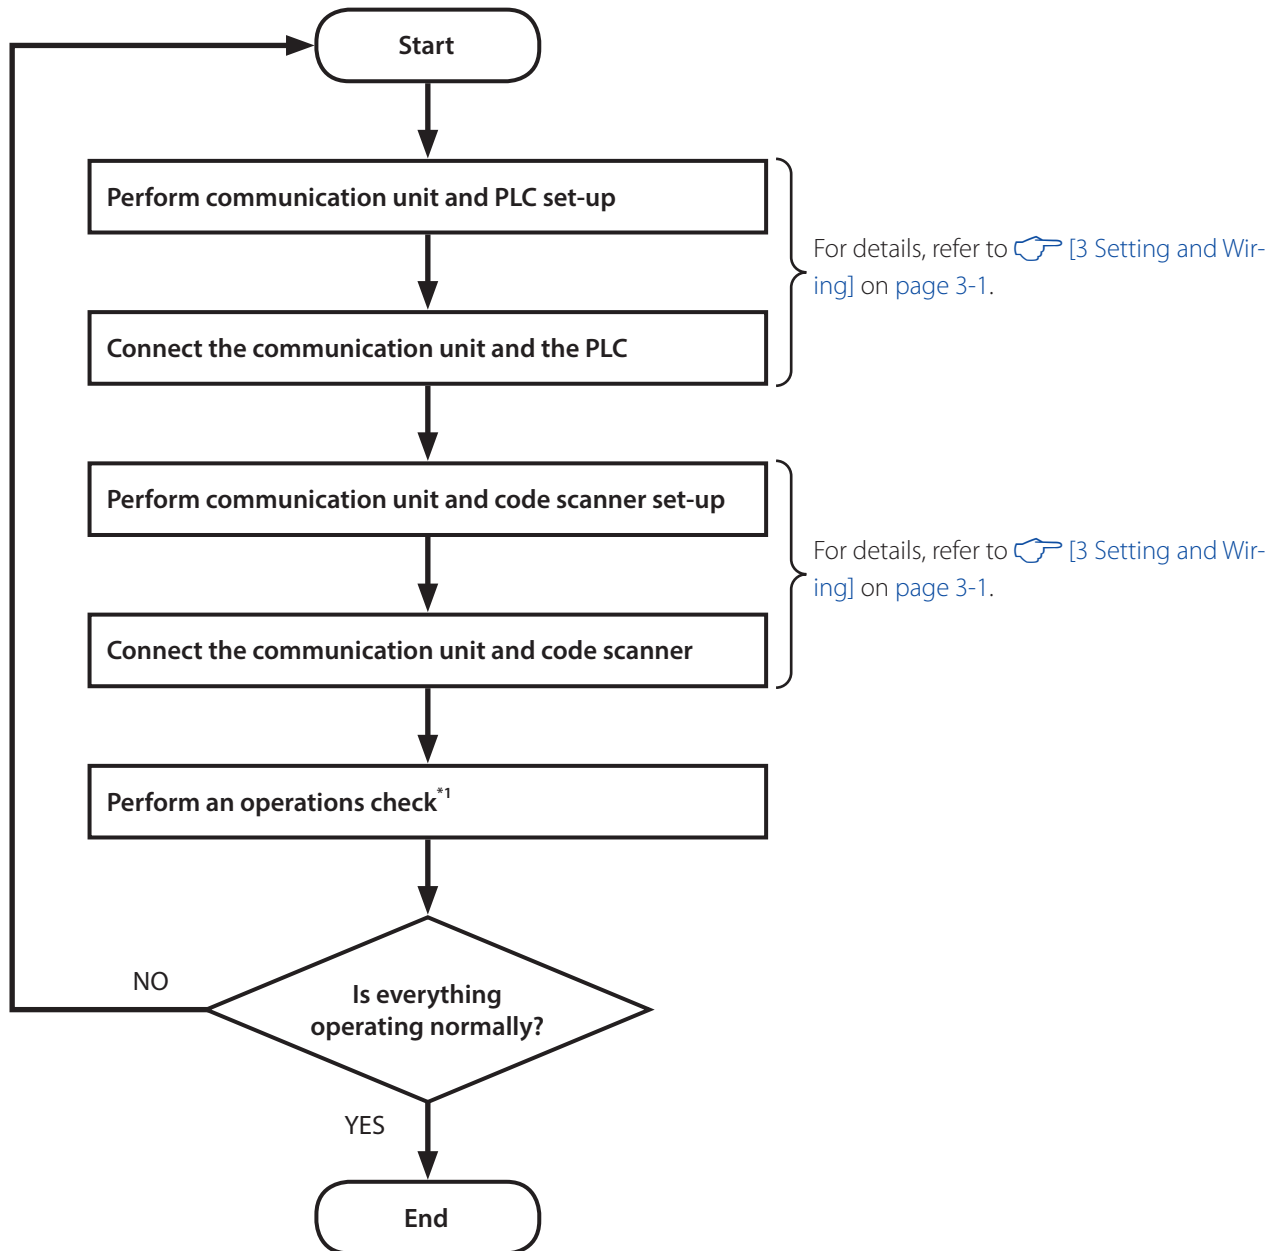 Start
Perform communication unit and PLC set-up
For details, refer to [3 Setting and Wir-
ing] on page 3-1.
Connect the communication unit and the PLC
Perform communication unit and code scanner set-up
For details, refer to [3 Setting and Wir-
ing] on page 3-1.
Connect the communication unit and code scanner
Perform an operations check*1
NO
Is everything
operating normally?
YES
End